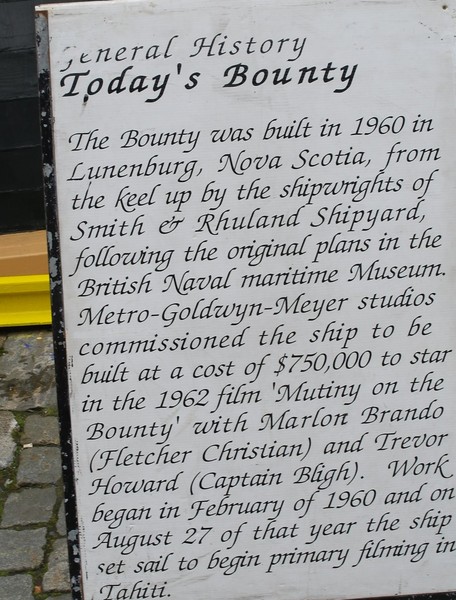 General History
Today's Bounty
The Bounty was built in 1960 in
Lunenburg, Nova Scotia, from
the keel up by the shipwrights of
Smith & Rhuland Shipyard,
following the original plans in the
British Naval maritime Museum.
Metro-Goldwyn-Meyer studios
commissioned the ship to be
built at a cost of $750,000 to star
in the 1962 film 'Mutiny on the
Bounty' with Marlon Brando
(Fletcher Christian) and Trevor
Howard (Captain Bligh). Work
began in February of 1960 and on
August 27 of that year the ship
set sail to begin primary filming in
Tahiti.